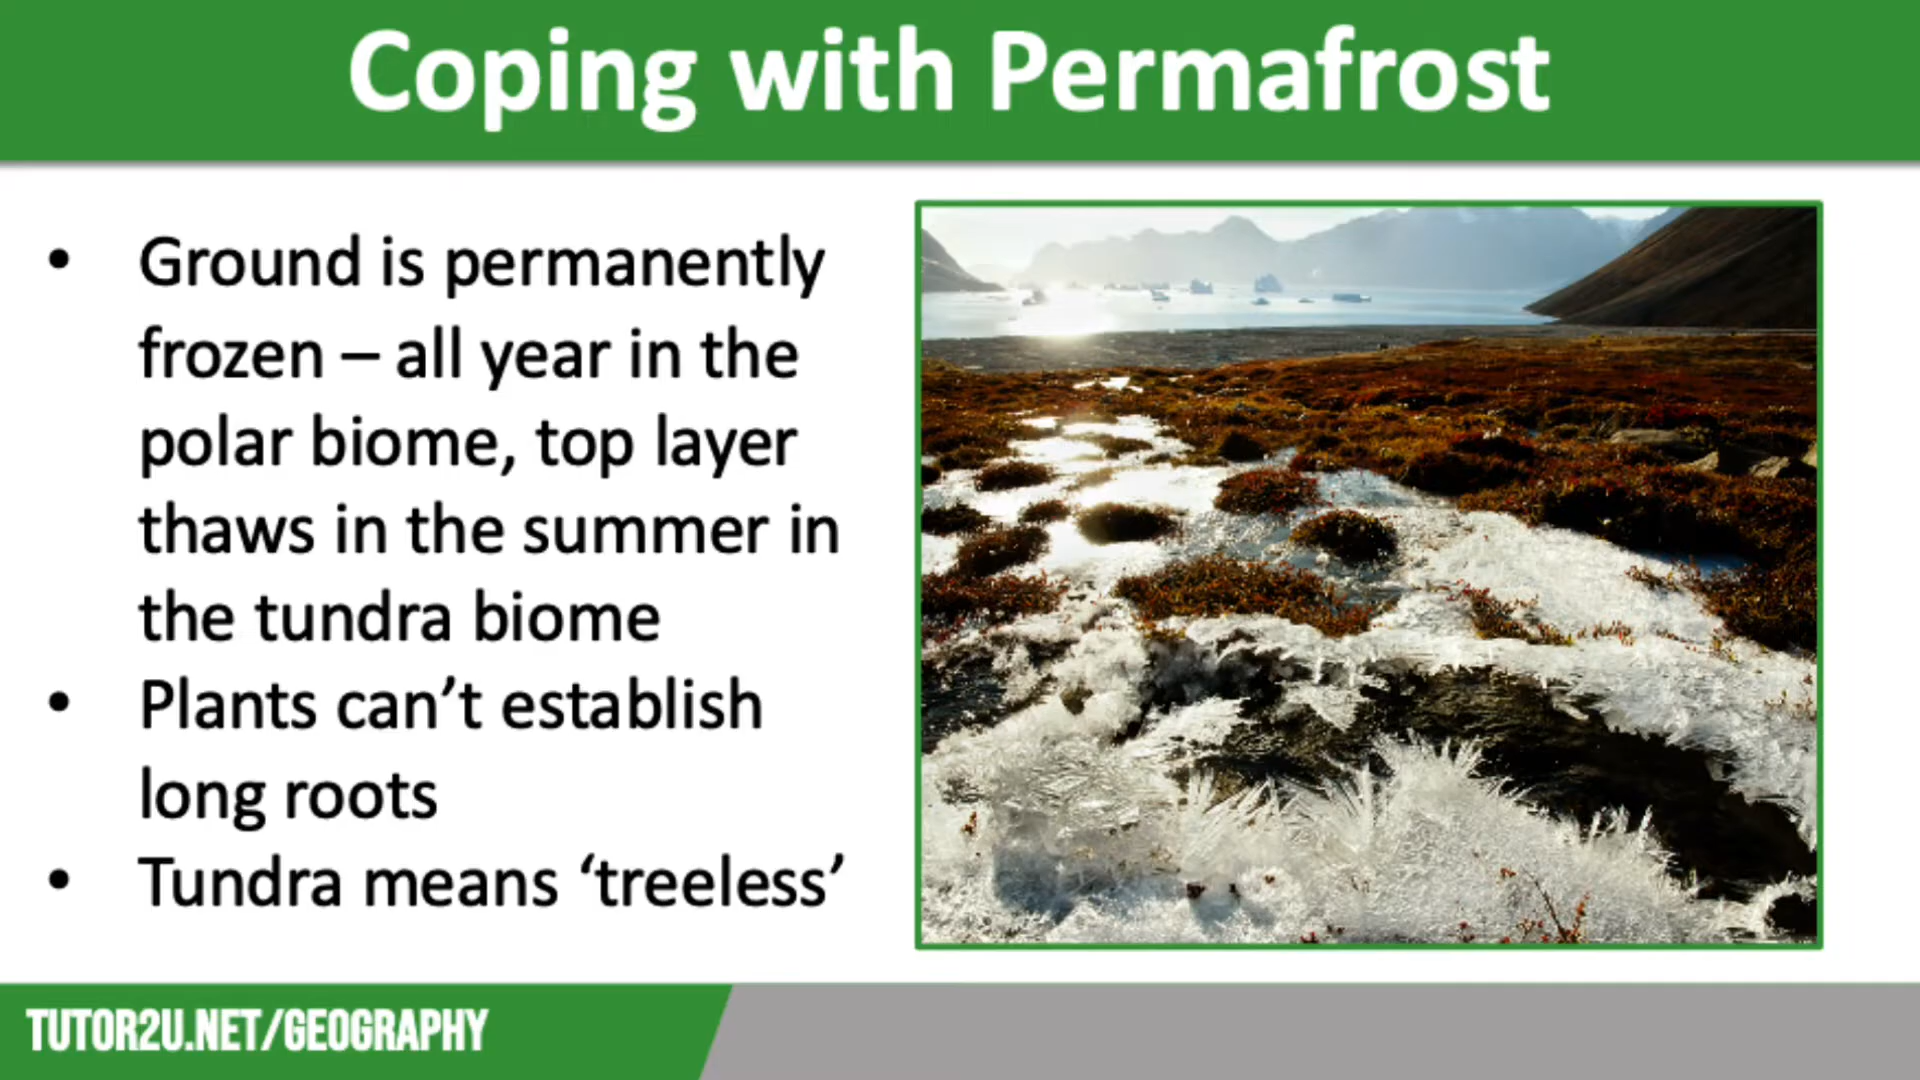 Coping with Permafrost
• Ground is permanently
frozen – all year in the
polar biome, top layer
thaws in the summer in
the tundra biome
• Plants can’t establish
long roots
• Tundra means ‘treeless’
TUTOR2U.NET/GEOGRAPHY